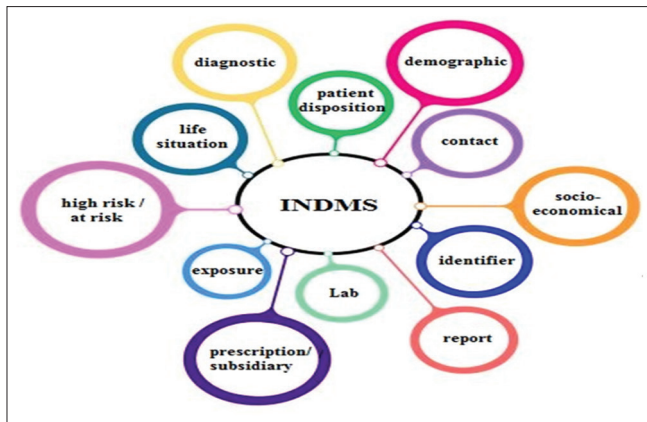 diagnostic
demographic
patient
disposition
life
situation
contact
high risk /
at risk
INDMS
socio-
economical
exposure
identifier
Lab
report
prescription/
subsidiary